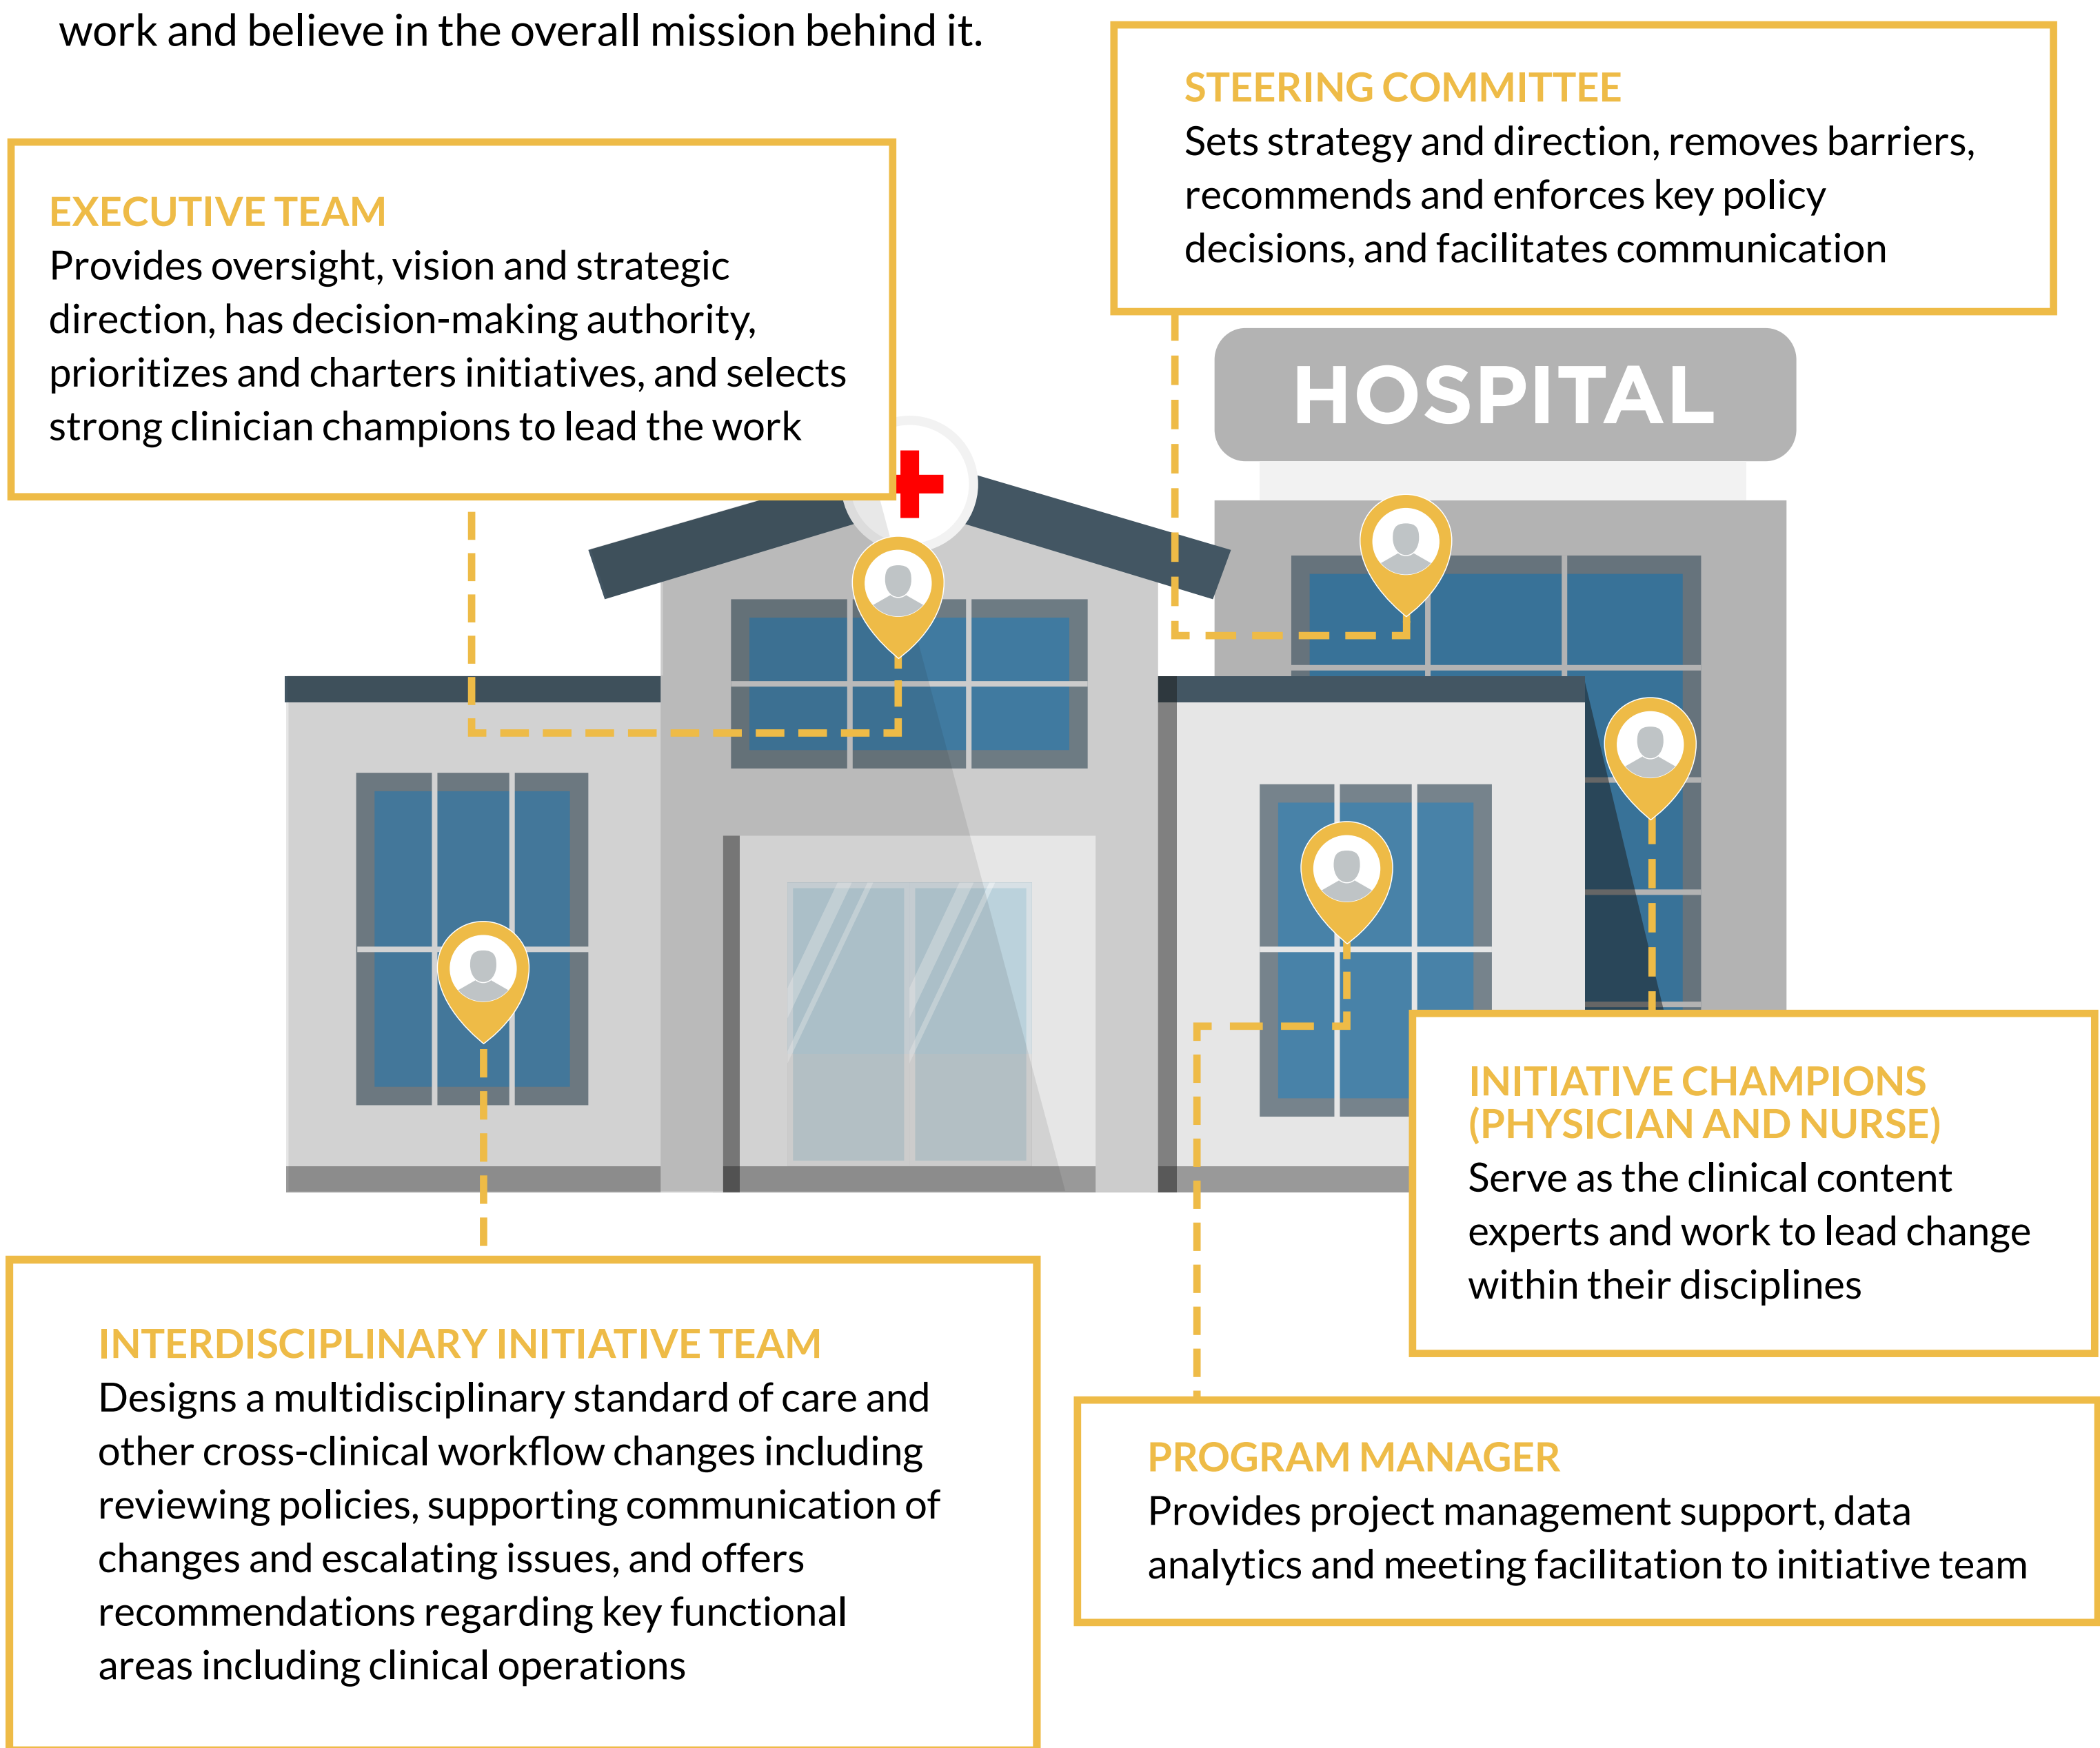 work and believe in the overall mission behind it.
STEERING COMMITTEE
Sets strategy and direction, removes barriers,
recommends and enforces key policy
decisions, and facilitates communication
EXECUTIVE TEAM
Provides oversight, vision and strategic
direction, has decision-making authority,
prioritizes and charters initiatives, and selects
strong clinician champions to lead the work
HOSPITAL
INITIATIVE CHAMPIONS
(PHYSICIAN AND NURSE)
Serve as the clinical content
experts and work to lead change
within their disciplines
INTERDISCIPLINARY INITIATIVE TEAM
Designs a multidisciplinary standard of care and
other cross-clinical workflow changes including
reviewing policies, supporting communication of
changes and escalating issues, and offers
recommendations regarding key functional
areas including clinical operations
PROGRAM MANAGER
Provides project management support, data
analytics and meeting facilitation to initiative team